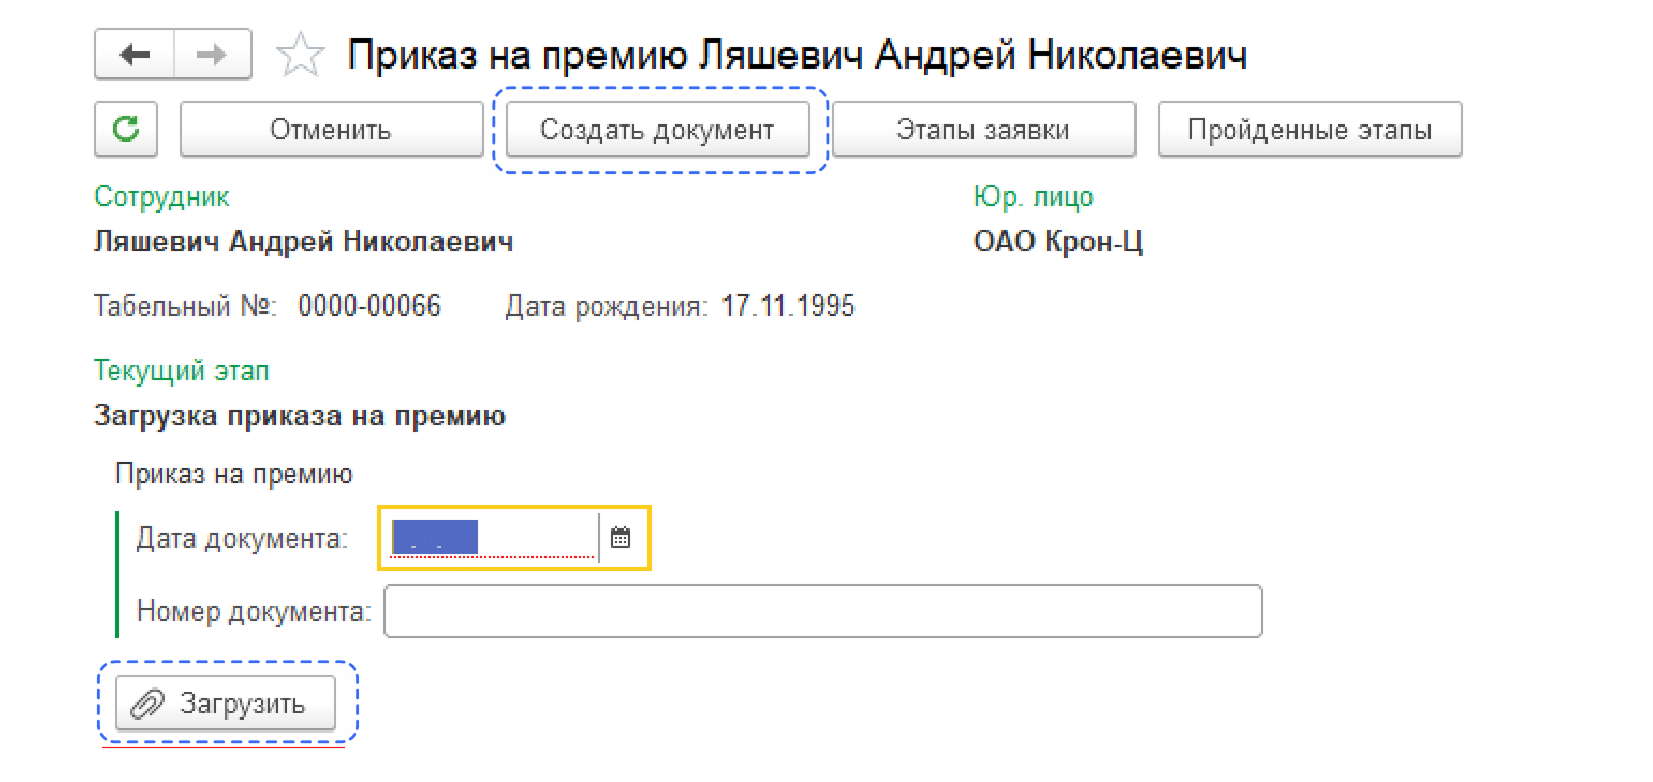 Приказ на премию Ляшевич Андрей Николаевич
Отменить Создать документ Этапы заявки Пройденные этапы
Сотрудник Юр. лицо
Ляшевич Андрей Николаевич ОАО Крон-Ц
Табельный №: 0000-00066 Дата рождения: 17.11.1995
Текущий этап
Загрузка приказа на премию
Приказ на премию
Дата документа: . .
Номер документа:
Загрузить